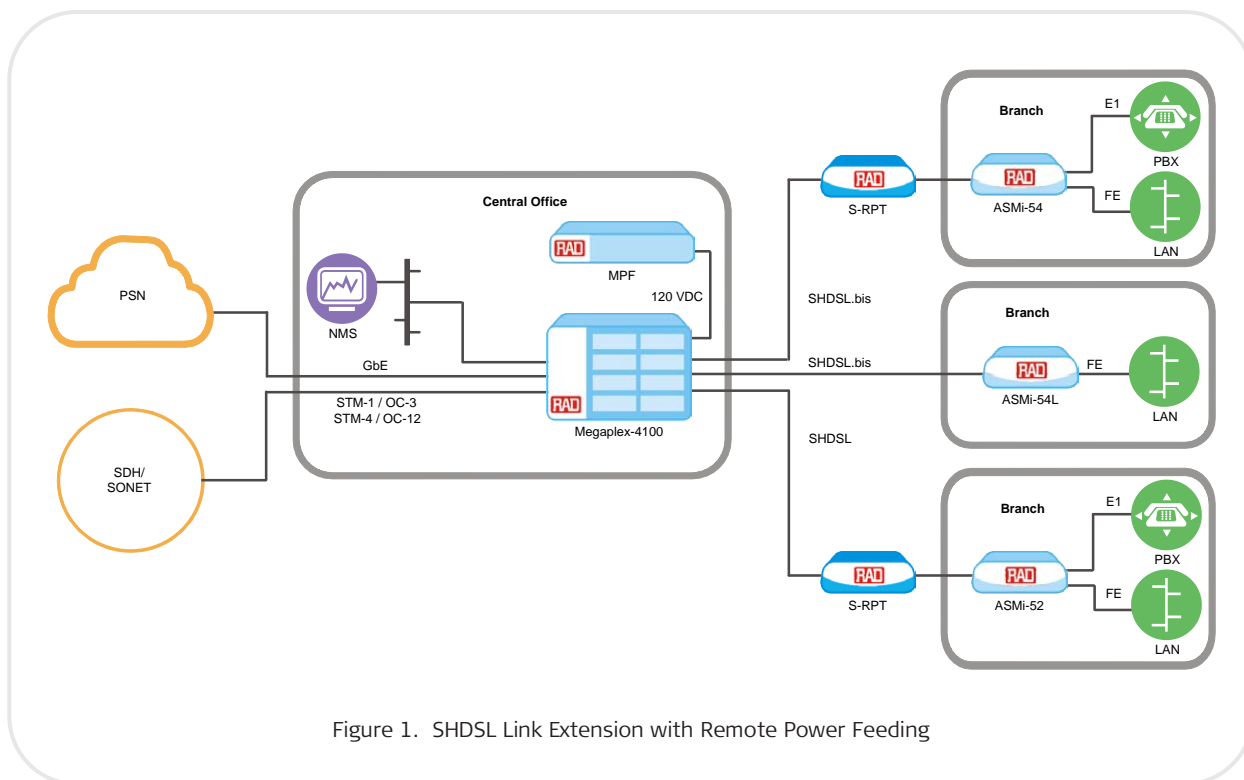 Central Office
PSN
NMS
RAD
MPF
120 VDC
GbE
STM-1 / OC-3
STM-4 / OC-12
RAD
Megaplex-4100
SDH/
SONET
SHDSL.bis
SHDSL.bis
SHDSL
RAD
S-RPT
Branch
E1
PBX
RAD
ASMi-54
FE
LAN
Branch
RAD
ASMi-54L
FE
LAN
RAD
S-RPT
Branch
E1
PBX
RAD
ASMi-52
FE
LAN
Figure 1. SHDSL Link Extension with Remote Power Feeding